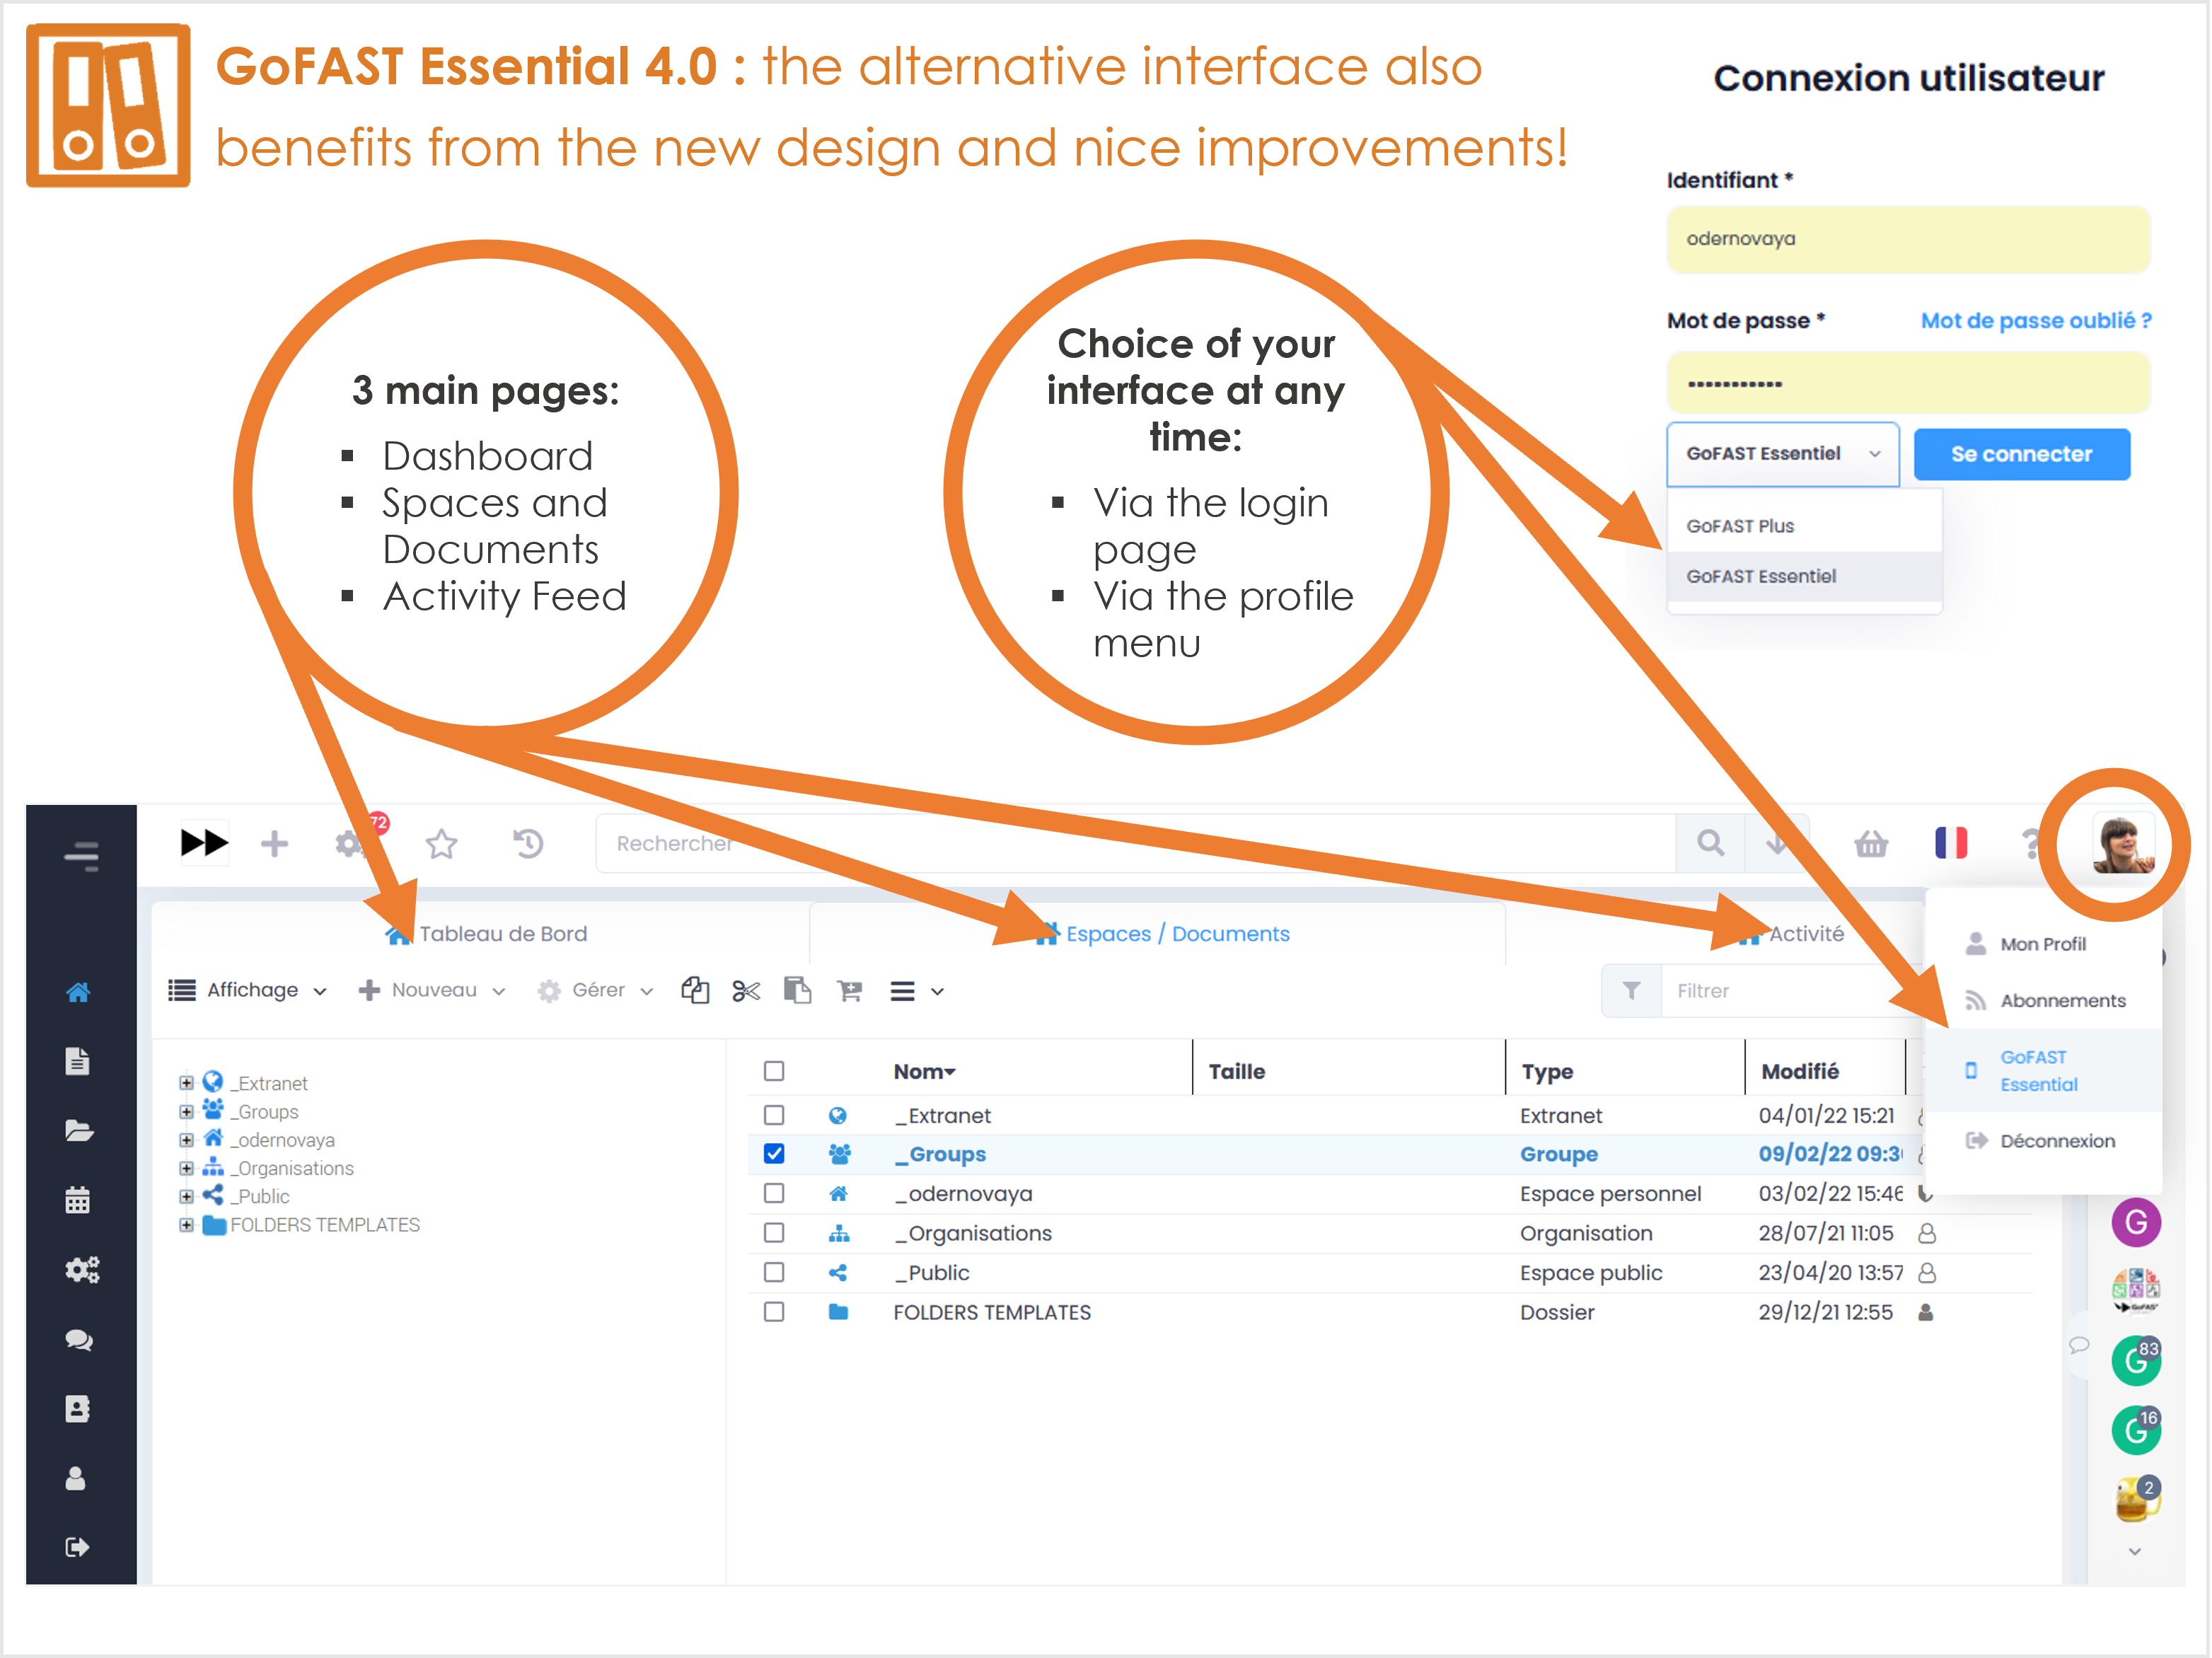 GoFAST Essential 4.0 : the alternative interface also
benefits from the new design and nice improvements!
Connexion utilisateur
Identifiant *
odernovaya
Mot de passe *
Mot de passe oublié ?
GoFAST Essentiel
Se connecter
GoFAST Plus
GoFAST Essentiel
3 main pages:
▪ Dashboard
▪ Spaces and
Documents
▪ Activity Feed
Choice of your
interface at any
time:
▪ Via the login
page
▪ Via the profile
menu
72
Rechercher
?
Tableau de Bord
Espaces / Documents
Activité
Affichage
Nouveau
Gérer
Filtrer
Mon Profil
Abonnements
GoFAST
Essential
Déconnexion
_Extranet
_Groups
_odernovaya
_Organisations
_Public
FOLDERS TEMPLATES
Nom Taille Type Modifié
_Extranet Extranet 04/01/22 15:21
_Groups Groupe 09/02/22 09:3
_odernovaya Espace personnel 03/02/22 15:46
_Organisations Organisation 28/07/21 11:05
_Public Espace public 23/04/20 13:57
FOLDERS TEMPLATES Dossier 29/12/21 12:55
G
GoFAST
G 83
G 16
2